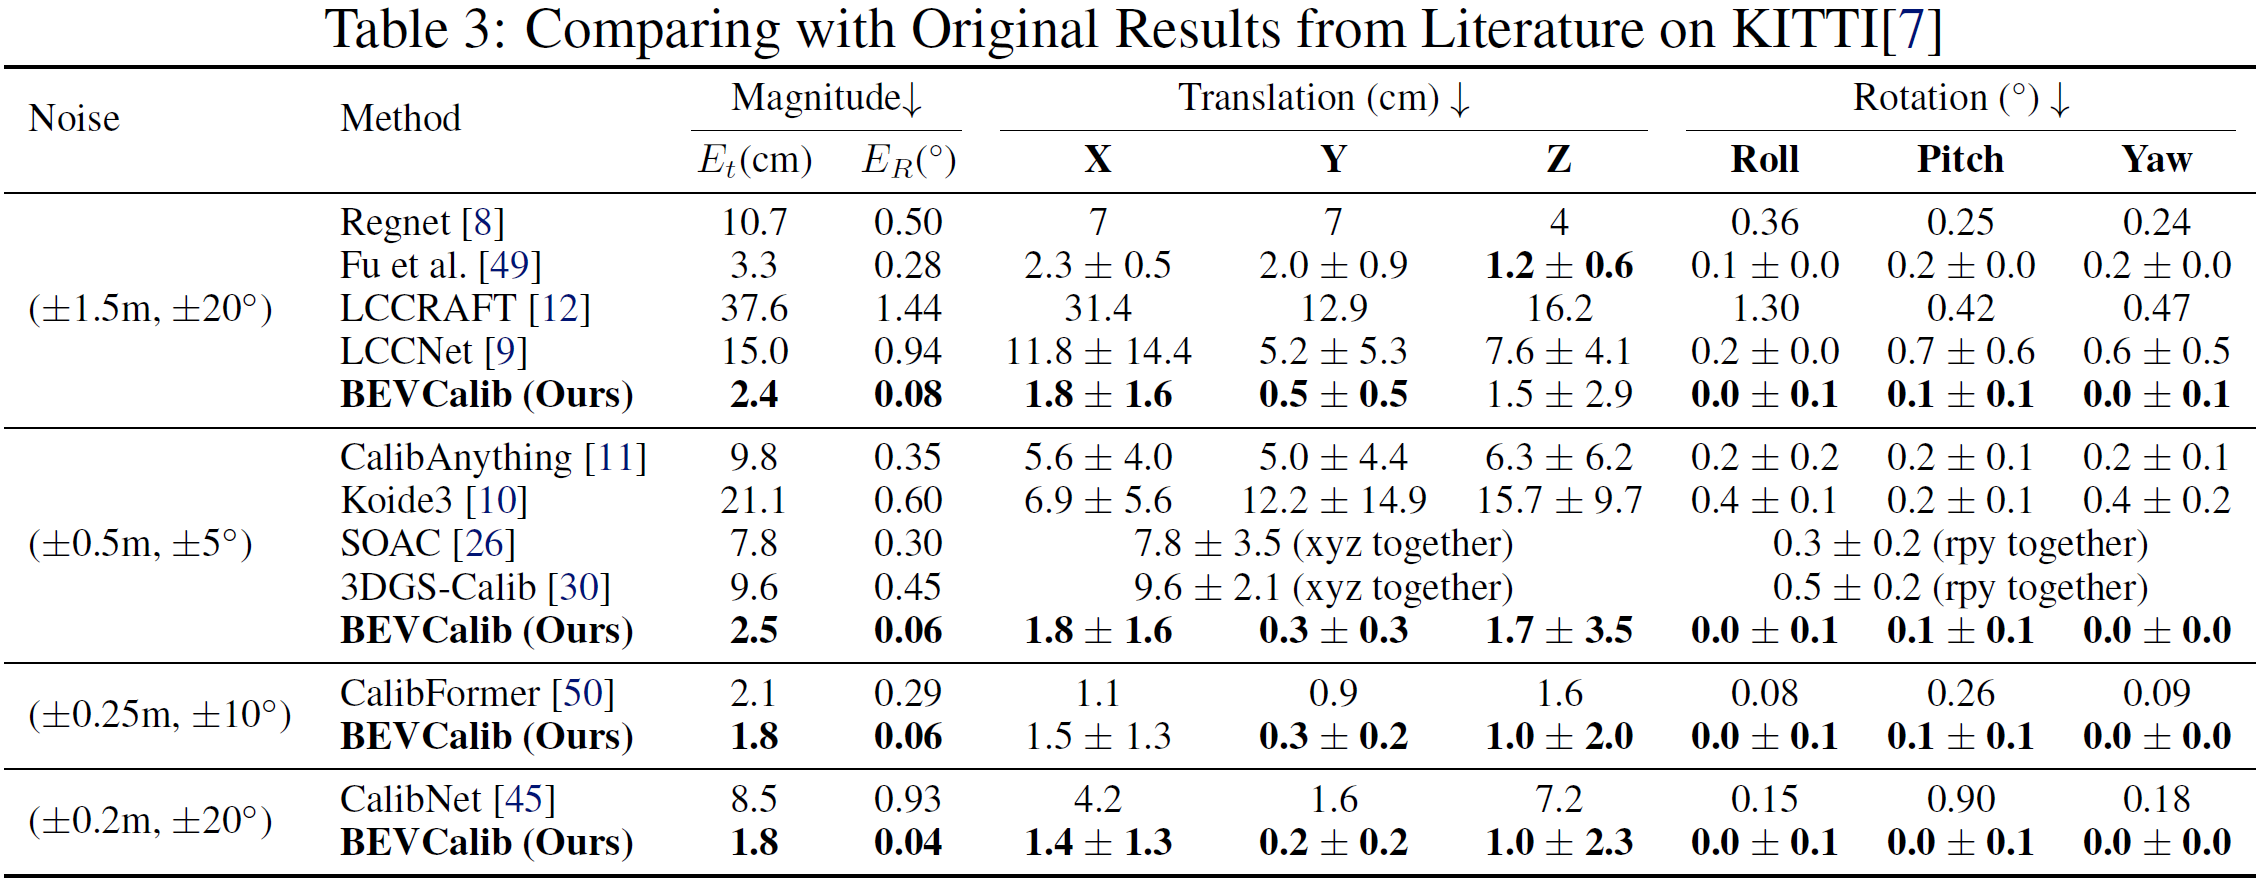 Table 3: Comparing with Original Results from Literature on KITTI[7]
Noise Method Magnitude↓ Translation (cm) ↓ Rotation (°) ↓
E_t(cm) E_R(°) X Y Z Roll Pitch Yaw
Regnet [8] 10.7 0.50 7 7 4 0.36 0.25 0.24
Fu et al. [49] 3.3 0.28 2.3 ± 0.5 2.0 ± 0.9 1.2 ± 0.6 0.1 ± 0.0 0.2 ± 0.0 0.2 ± 0.0
(±1.5m, ±20°) LCCRAFT [12] 37.6 1.44 31.4 12.9 16.2 1.30 0.42 0.47
LCCNet [9] 15.0 0.94 11.8 ± 14.4 5.2 ± 5.3 7.6 ± 4.1 0.2 ± 0.0 0.7 ± 0.6 0.6 ± 0.5
BEVCalib (Ours) 2.4 0.08 1.8 ± 1.6 0.5 ± 0.5 1.5 ± 2.9 0.0 ± 0.1 0.1 ± 0.1 0.0 ± 0.1
CalibAnything [11] 9.8 0.35 5.6 ± 4.0 5.0 ± 4.4 6.3 ± 6.2 0.2 ± 0.2 0.2 ± 0.1 0.2 ± 0.1
Koide3 [10] 21.1 0.60 6.9 ± 5.6 12.2 ± 14.9 15.7 ± 9.7 0.4 ± 0.1 0.2 ± 0.1 0.4 ± 0.2
(±0.5m, ±5°) SOAC [26] 7.8 0.30 7.8 ± 3.5 (xyz together) 0.3 ± 0.2 (rpy together)
3DGS-Calib [30] 9.6 0.45 9.6 ± 2.1 (xyz together) 0.5 ± 0.2 (rpy together)
BEVCalib (Ours) 2.5 0.06 1.8 ± 1.6 0.3 ± 0.3 1.7 ± 3.5 0.0 ± 0.1 0.1 ± 0.1 0.0 ± 0.0
(±0.25m, ±10°) CalibFormer [50] 2.1 0.29 1.1 0.9 1.6 0.08 0.26 0.09
BEVCalib (Ours) 1.8 0.06 1.5 ± 1.3 0.3 ± 0.2 1.0 ± 2.0 0.0 ± 0.1 0.1 ± 0.1 0.0 ± 0.0
(±0.2m, ±20°) CalibNet [45] 8.5 0.93 4.2 1.6 7.2 0.15 0.90 0.18
BEVCalib (Ours) 1.8 0.04 1.4 ± 1.3 0.2 ± 0.2 1.0 ± 2.3 0.0 ± 0.1 0.0 ± 0.1 0.0 ± 0.0